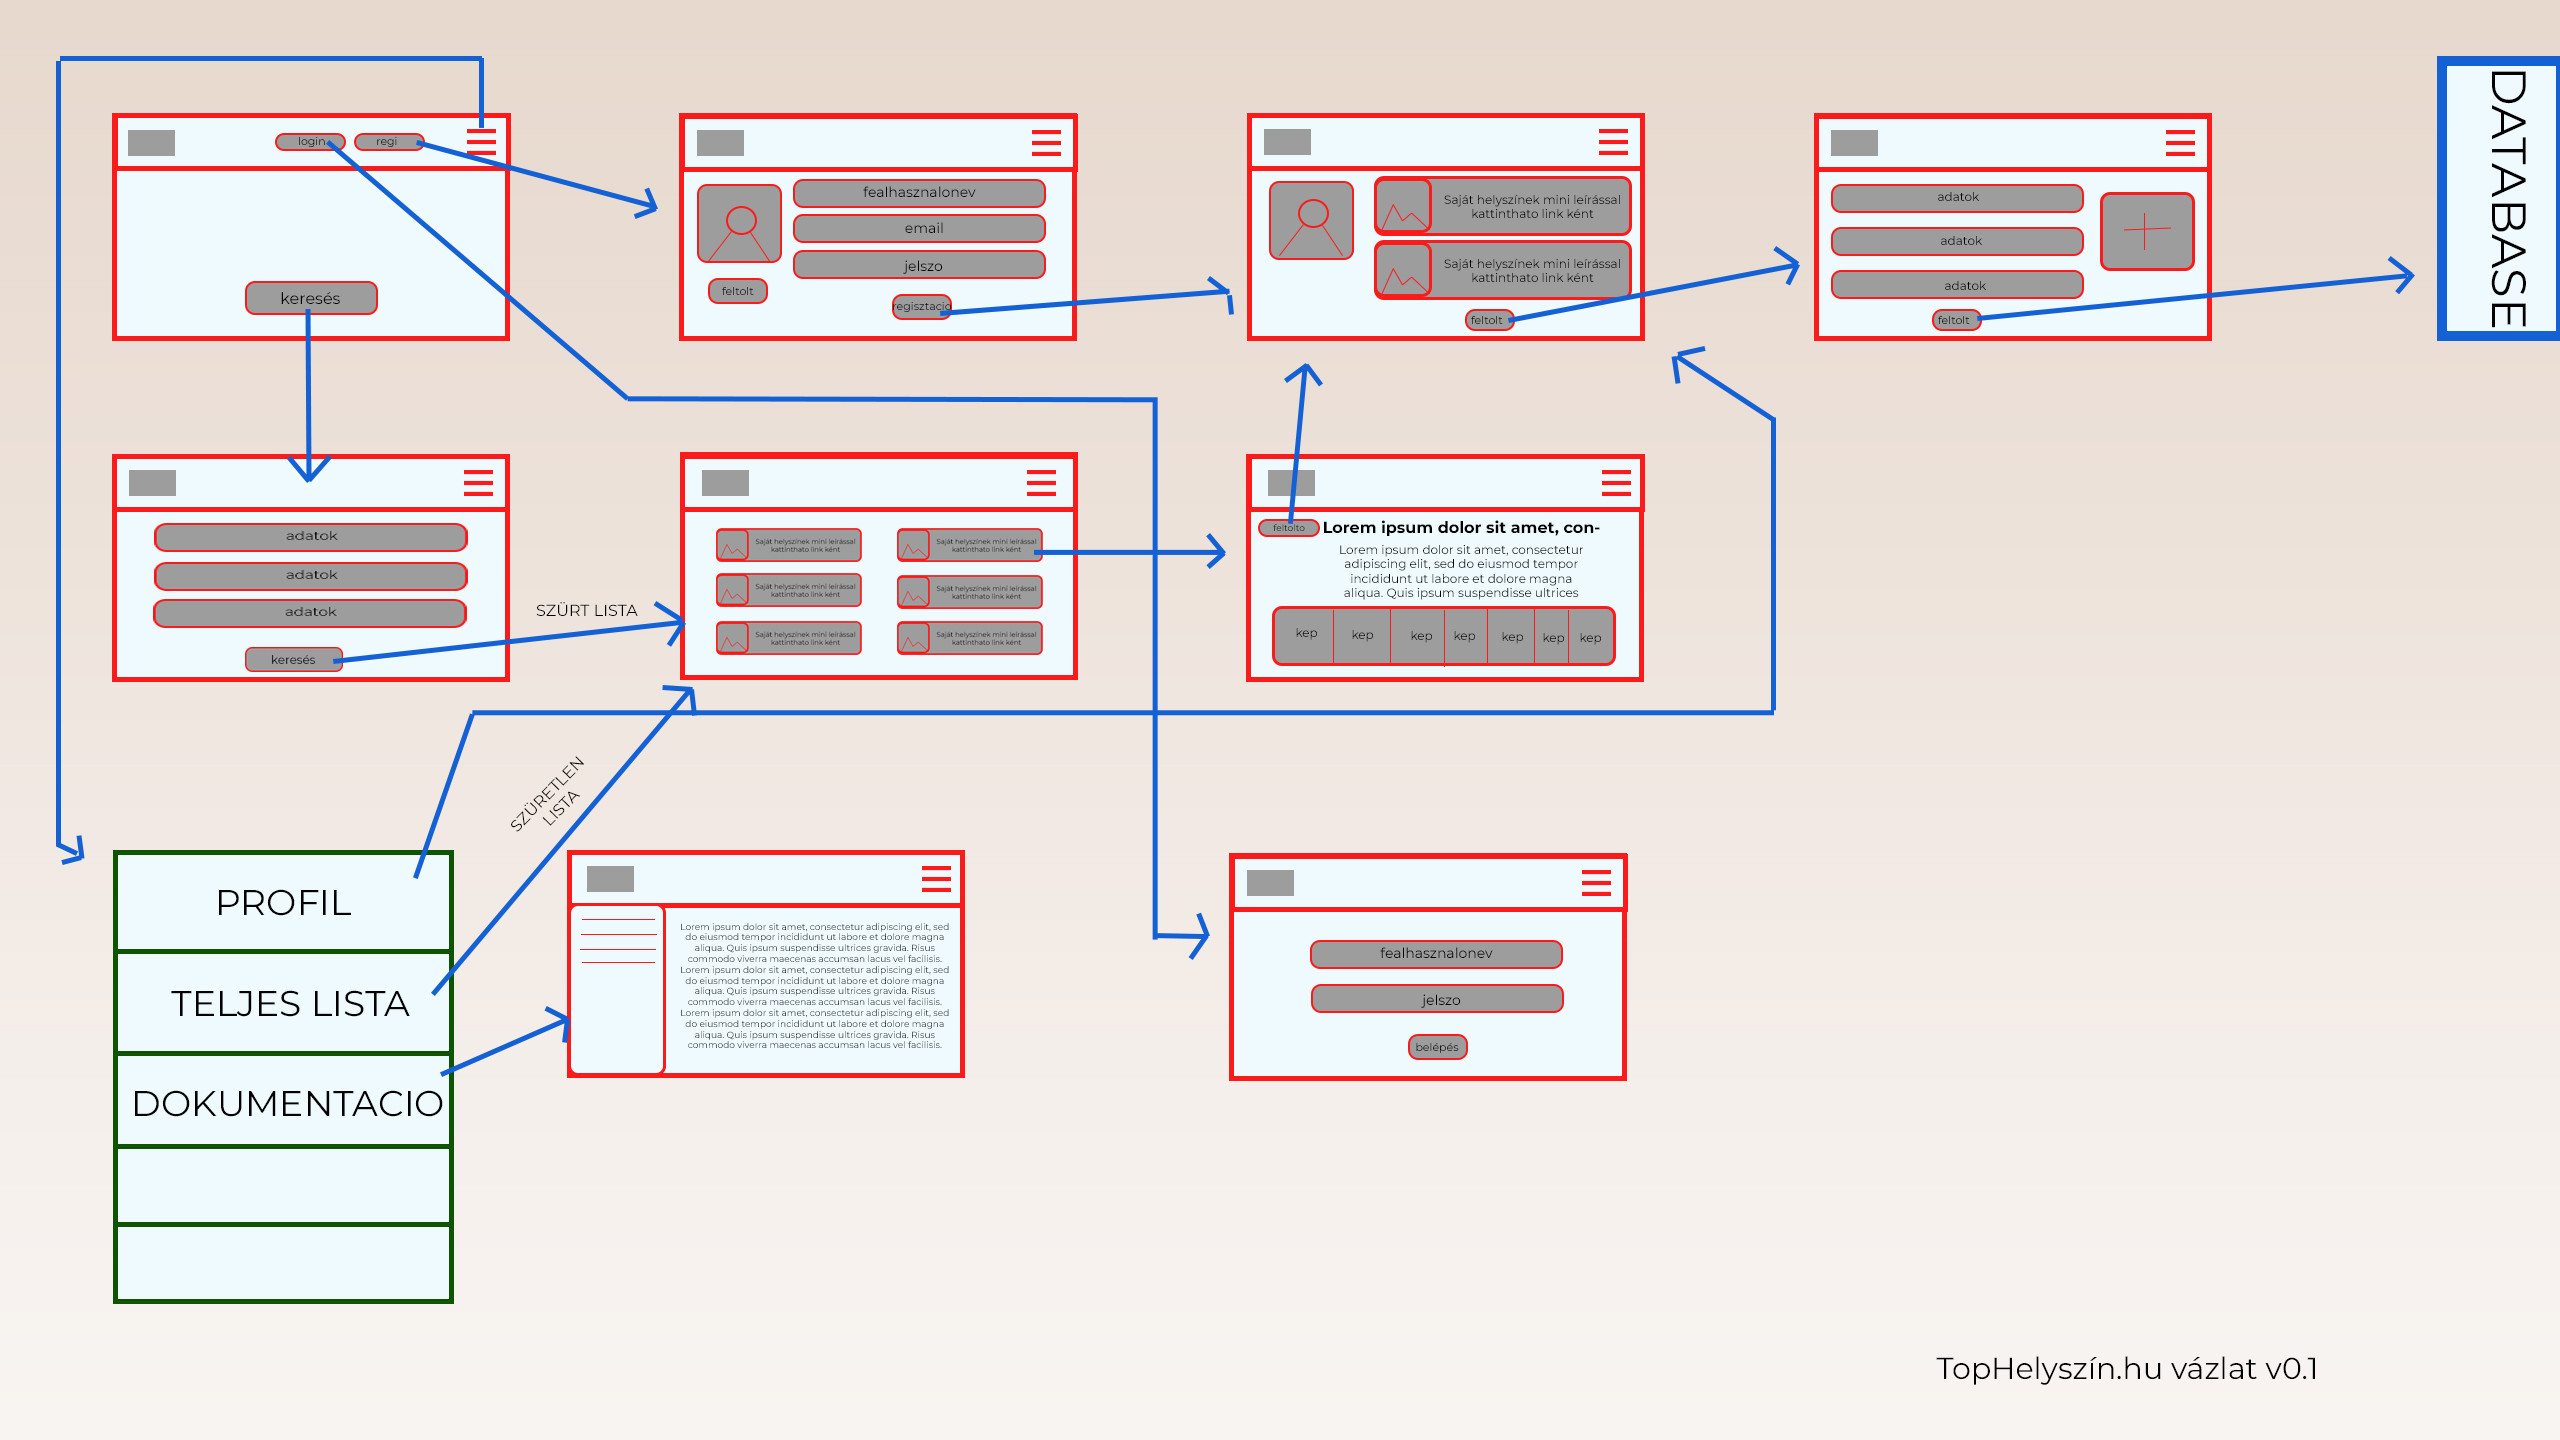 login
regi
keresés
fealhasznalonev
email
jelszo
feltolt
regisztacio
Saját helyszínek mini leírással
kattintható link ként
Saját helyszínek mini leírással
kattintható link ként
feltolt
adatok
adatok
adatok
feltolt
DATABASE
adatok
adatok
adatok
keresés
SZÜRT LISTA
Saját helyszínek mini leírással
kattintható link ként
Saját helyszínek mini leírással
kattintható link ként
Saját helyszínek mini leírással
kattintható link ként
Saját helyszínek mini leírással
kattintható link ként
Saját helyszínek mini leírással
kattintható link ként
Saját helyszínek mini leírással
kattintható link ként
feltolto
Lorem ipsum dolor sit amet, con-
Lorem ipsum dolor sit amet, consectetur
adipiscing elit, sed do eiusmod tempor
incididunt ut labore et dolore magna
aliqua. Quis ipsum suspendisse ultrices
kep
kep
kep
kep
kep
kep
kep
SZÜRETLEN
LISTA
PROFIL
TELJES LISTA
DOKUMENTACIO
Lorem ipsum dolor sit amet, consectetur adipiscing elit, sed
do eiusmod tempor incididunt ut labore et dolore magna
aliqua. Quis ipsum suspendisse ultrices gravida. Risus
commodo viverra maecenas accumsan lacus vel facilisis.
Lorem ipsum dolor sit amet, consectetur adipiscing elit, sed
do eiusmod tempor incididunt ut labore et dolore magna
aliqua. Quis ipsum suspendisse ultrices gravida. Risus
commodo viverra maecenas accumsan lacus vel facilisis.
Lorem ipsum dolor sit amet, consectetur adipiscing elit, sed
do eiusmod tempor incididunt ut labore et dolore magna
aliqua. Quis ipsum suspendisse ultrices gravida. Risus
commodo viverra maecenas accumsan lacus vel facilisis.
fealhasznalonev
jelszo
belépés
TopHelyszín.hu vázlat v0.1